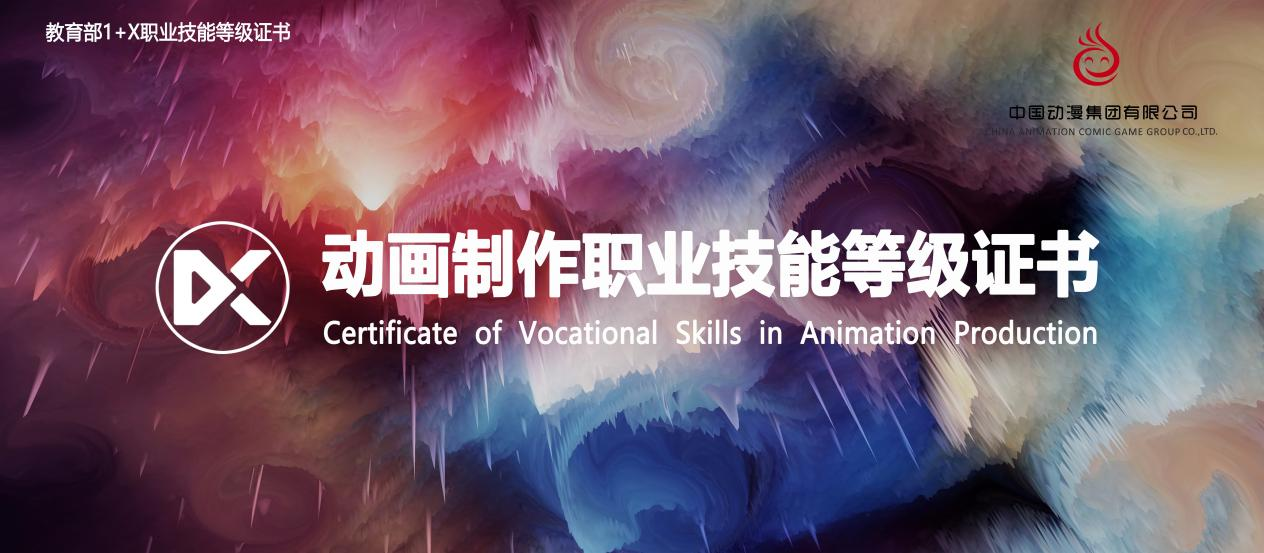 教育部1+X职业技能等级证书
中国动漫集团有限公司
CHINA ANIMATION COMIC GAME GROUP CO.,LTD.
动画制作职业技能等级证书
Certificate of Vocational Skills in Animation Production